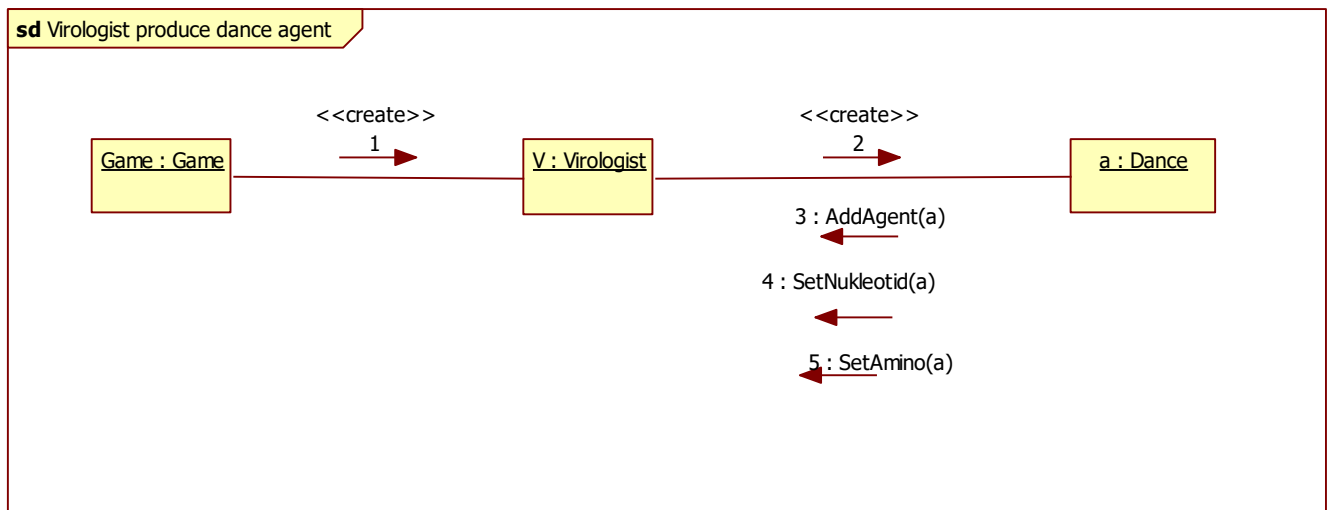 sd Virologist produce dance agent
<<create>>
1
<<create>>
2
Game : Game
V : Virologist
a : Dance
3 : AddAgent(a)
4 : SetNukleotid(a)
5 : SetAmino(a)